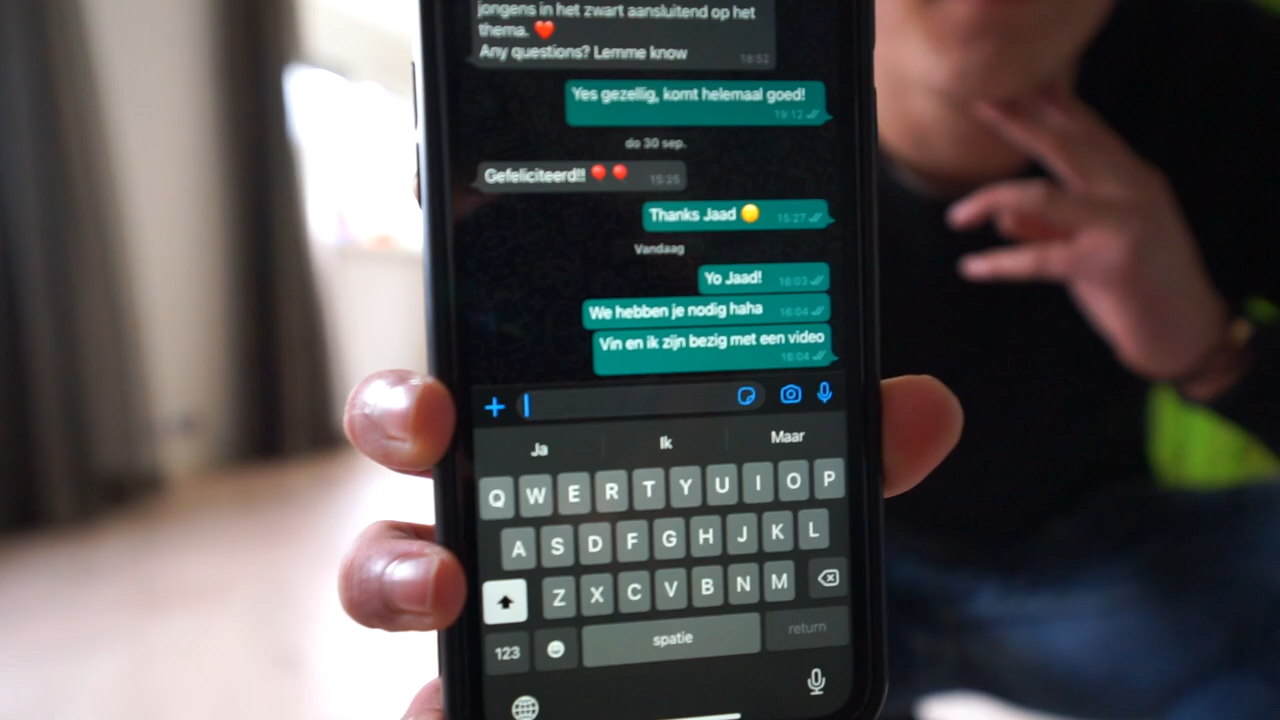 jongens in het zwart aansluitend op het
thema. ❤️
Any questions? Lemme know
18:52
Yes gezellig, komt helemaal goed!
19:12
do 30 sep.
Gefeliciteerd!! 🎈🎈
15:25
Thanks Jaad
15:27
Vandaag
Yo Jaad!
16:03
We hebben je nodig haha
16:04
Vin en ik zijn bezig met een video
16:04
Ja Ik Maar
Q W E R T Y U I O P
A S D F G H J K L
Z X C V B N M
123 spatie return